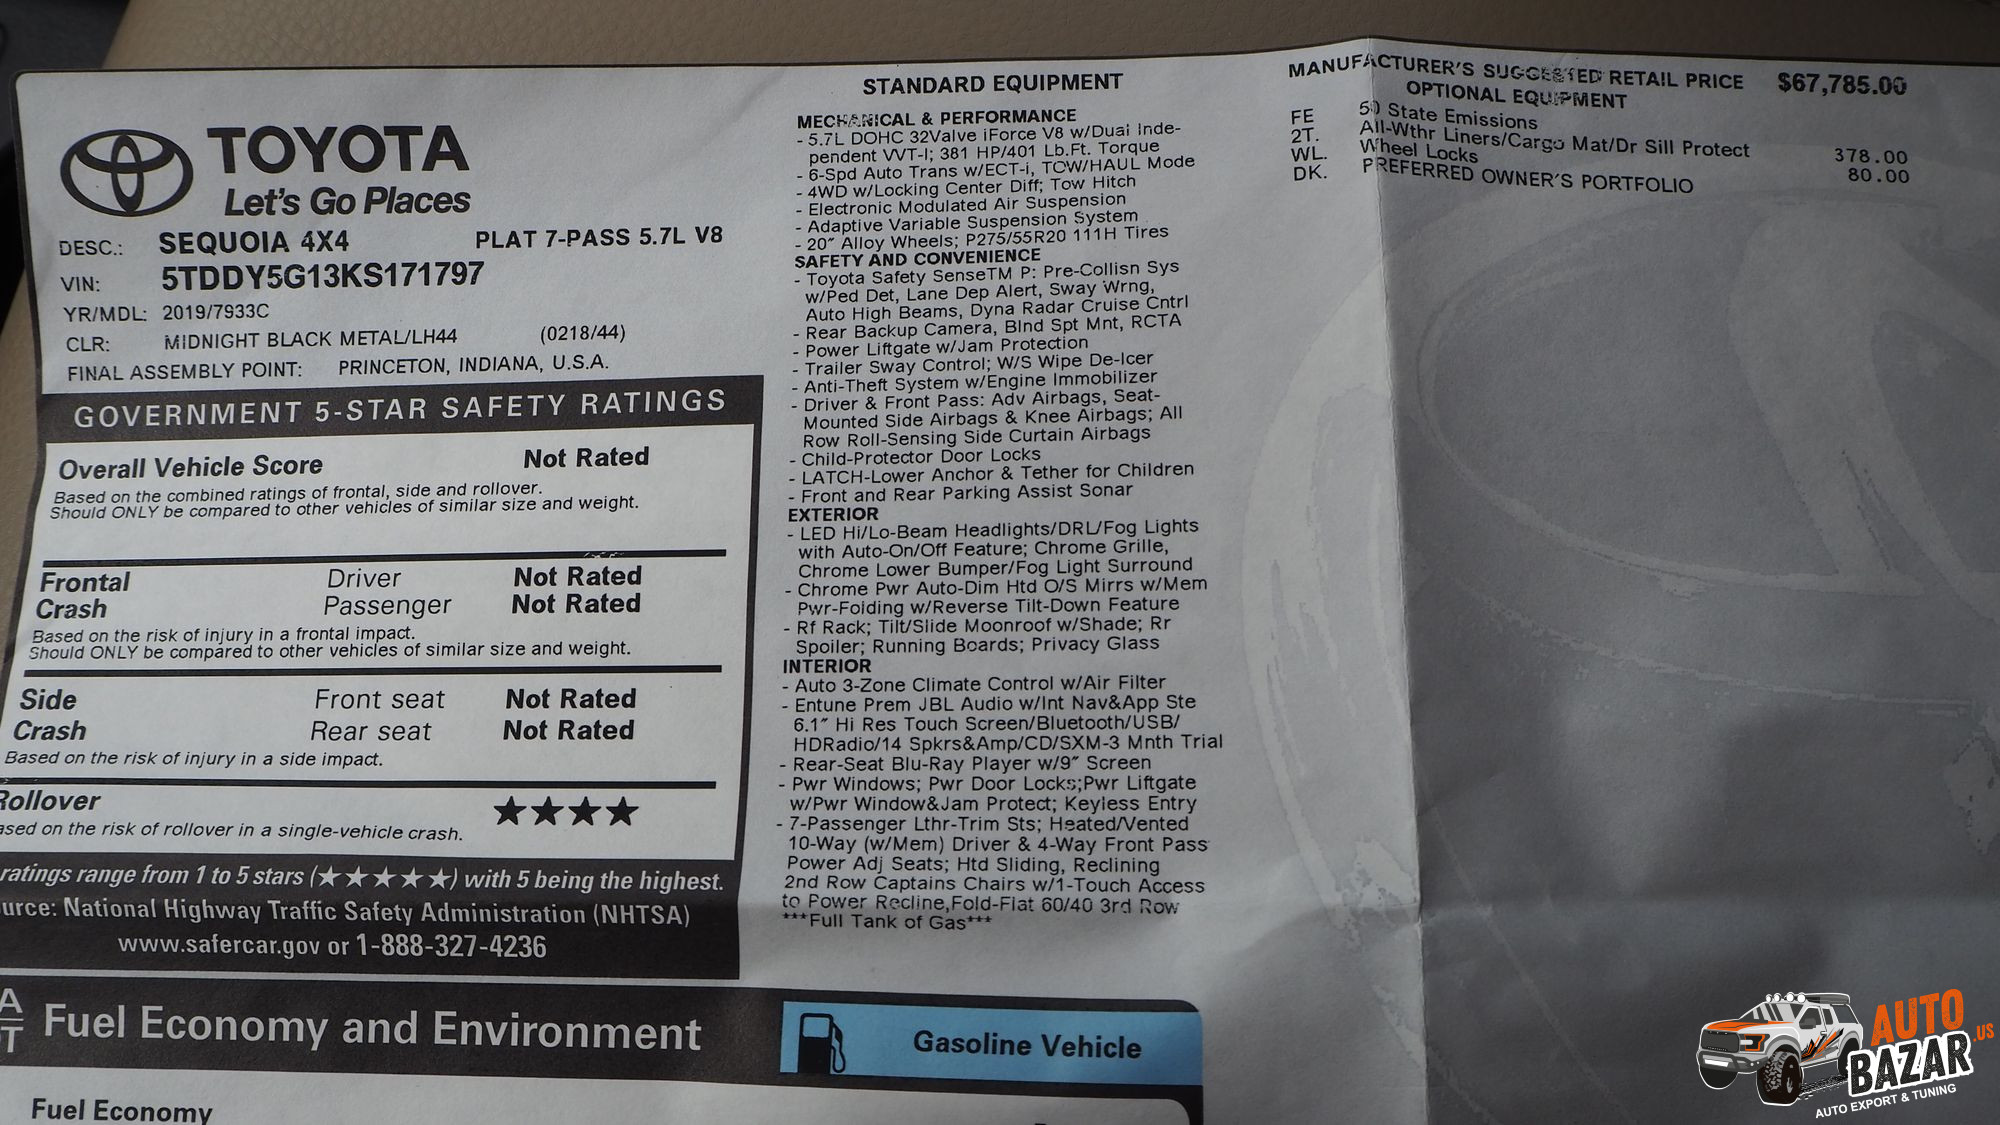 TOYOTA
Let's Go Places
DESC.: SEQUOIA 4X4 PLAT 7-PASS 5.7L V8
VIN: 5TDDY5G13KS171797
YR/MDL: 2019/7933C
CLR: MIDNIGHT BLACK METAL/LH44 (0218/44)
FINAL ASSEMBLY POINT: PRINCETON, INDIANA, U.S.A.
GOVERNMENT 5-STAR SAFETY RATINGS
Overall Vehicle Score Not Rated
Based on the combined ratings of frontal, side and rollover.
Should ONLY be compared to other vehicles of similar size and weight.
Frontal Driver Not Rated
Crash Passenger Not Rated
Based on the risk of injury in a frontal impact.
Should ONLY be compared to other vehicles of similar size and weight.
Side Front seat Not Rated
Crash Rear seat Not Rated
Based on the risk of injury in a side impact.
Rollover ★★★★
ased on the risk of rollover in a single-vehicle crash.
ratings range from 1 to 5 stars (★★★★★) with 5 being the highest.
urce: National Highway Traffic Safety Administration (NHTSA)
www.safercar.gov or 1-888-327-4236
Fuel Economy and Environment
Gasoline Vehicle
Fuel Economy
STANDARD EQUIPMENT
MECHANICAL & PERFORMANCE
- 5.7L DOHC 32Valve iForce V8 w/Dual Inde-
pendent VVT-I; 381 HP/401 Lb.Ft. Torque
- 6-Spd Auto Trans w/ECT-i, TOW/HAUL Mode
- 4WD w/Locking Center Diff; Tow Hitch
- Electronic Modulated Air Suspension
- Adaptive Variable Suspension System
- 20" Alloy Wheels; P275/55R20 111H Tires
SAFETY AND CONVENIENCE
- Toyota Safety SenseTM P: Pre-Collisn Sys
w/Ped Det, Lane Dep Alert, Sway Wrng,
Auto High Beams, Dyna Radar Cruise Cntrl
- Rear Backup Camera, Blnd Spt Mnt, RCTA
- Power Liftgate w/Jam Protection
- Trailer Sway Control; W/S Wipe De-Icer
- Anti-Theft System w/Engine Immobilizer
- Driver & Front Pass: Adv Airbags, Seat-
Mounted Side Airbags & Knee Airbags; All
Row Roll-Sensing Side Curtain Airbags
- Child-Protector Door Locks
- LATCH-Lower Anchor & Tether for Children
- Front and Rear Parking Assist Sonar
EXTERIOR
- LED Hi/Lo-Beam Headlights/DRL/Fog Lights
with Auto-On/Off Feature; Chrome Grille,
Chrome Lower Bumper/Fog Light Surround
- Chrome Pwr Auto-Dim Htd O/S Mirrs w/Mem
Pwr-Folding w/Reverse Tilt-Down Feature
- Rf Rack; Tilt/Slide Moonroof w/Shade; Rr
Spoiler; Running Boards; Privacy Glass
INTERIOR
- Auto 3-Zone Climate Control w/Air Filter
- Entune Prem JBL Audio w/Int Nav&App Ste
6.1" Hi Res Touch Screen/Bluetooth/USB/
HDRadio/14 Spkrs&Amp/CD/SXM-3 Mnth Trial
- Rear-Seat Blu-Ray Player w/9" Screen
- Pwr Windows; Pwr Door Locks;Pwr Liftgate
w/Pwr Window&Jam Protect; Keyless Entry
- 7-Passenger Lthr-Trim Sts; Heated/Vented
10-Way (w/Mem) Driver & 4-Way Front Pass
Power Adj Seats; Htd Sliding, Reclining
2nd Row Captains Chairs w/1-Touch Access
to Power Recline,Fold-Flat 60/40 3rd Row
***Full Tank of Gas***
MANUFACTURER'S SUGGESTED RETAIL PRICE $67,785.00
OPTIONAL EQUIPMENT
FE 50 State Emissions
2T. All-Wthr Liners/Cargo Mat/Dr Sill Protect 378.00
WL. Wheel Locks 80.00
DK. PREFERRED OWNER'S PORTFOLIO
AUTO
BAZAR.US
AUTO EXPORT & TUNING